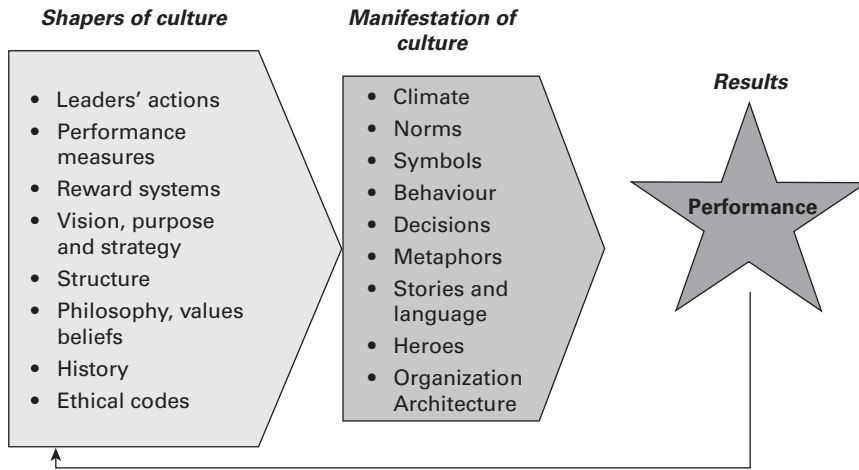 Shapers of culture
• Leaders' actions
• Performance
measures
• Reward systems
• Vision, purpose
and strategy
• Structure
• Philosophy, values
beliefs
• History
• Ethical codes
Manifestation of
culture
• Climate
• Norms
• Symbols
• Behaviour
• Decisions
• Metaphors
• Stories and
language
• Heroes
• Organization
Architecture
Results
Performance